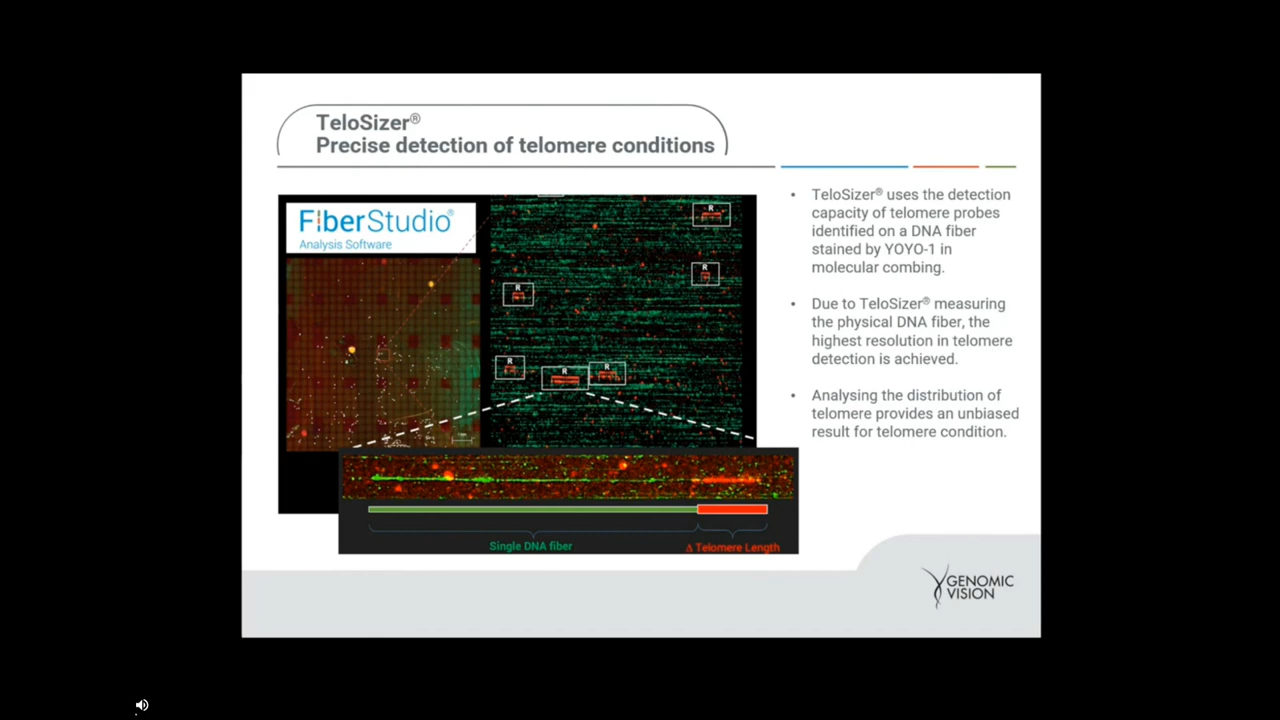 TeloSizer®
Precise detection of telomere conditions
FiberStudio®
Analysis Software
R
R
R
R
R
R
Single DNA fiber
Δ Telomere Length
• TeloSizer® uses the detection
capacity of telomere probes
identified on a DNA fiber
stained by YOYO-1 in
molecular combing.
• Due to TeloSizer® measuring
the physical DNA fiber, the
highest resolution in telomere
detection is achieved.
• Analysing the distribution of
telomere provides an unbiased
result for telomere condition.
GENOMIC
VISION